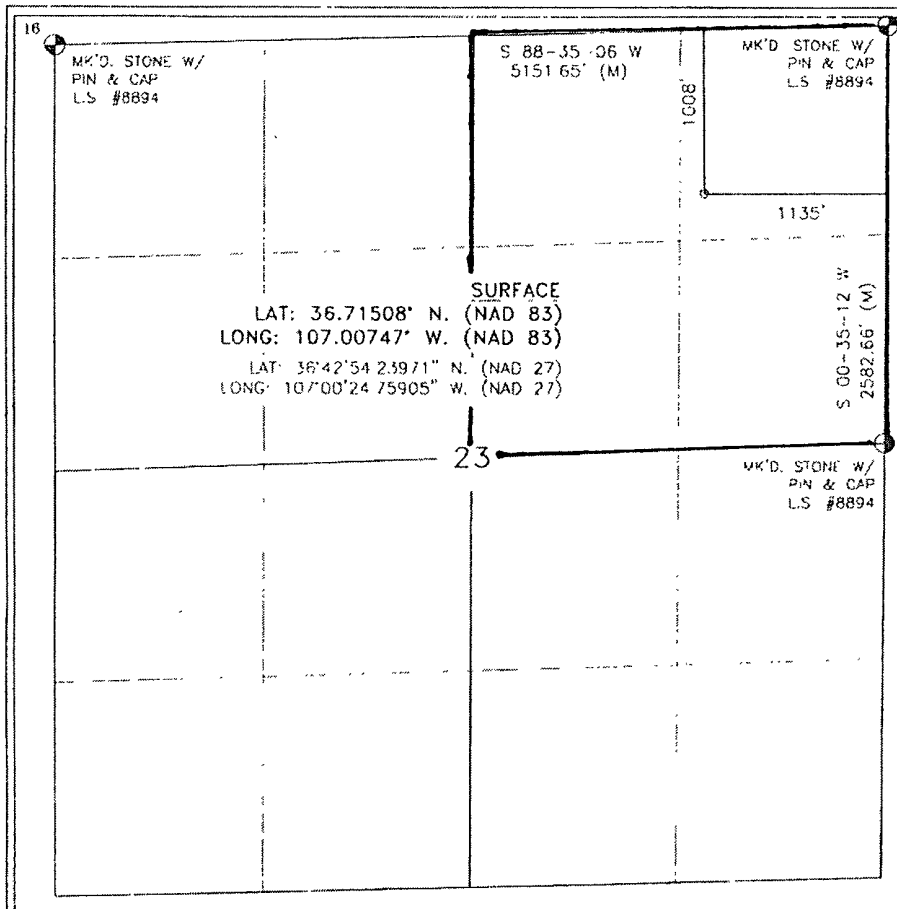 16
MK'D. STONE W/
PIN & CAP
L.S #8894
S 88-35-06 W
5151.65' (M)
MK'D STONE W/
PIN & CAP
L.S #8894
1008'
1135'
S 00-35-12 W
2582.66' (M)
SURFACE
LAT: 36.71508° N. (NAD 83)
LONG: 107.00747° W. (NAD 83)
LAT: 36°42'54.23971" N. (NAD 27)
LONG: 107°00'24.75905" W. (NAD 27)
23
MK'D. STONE W/
PIN & CAP
L.S #8894